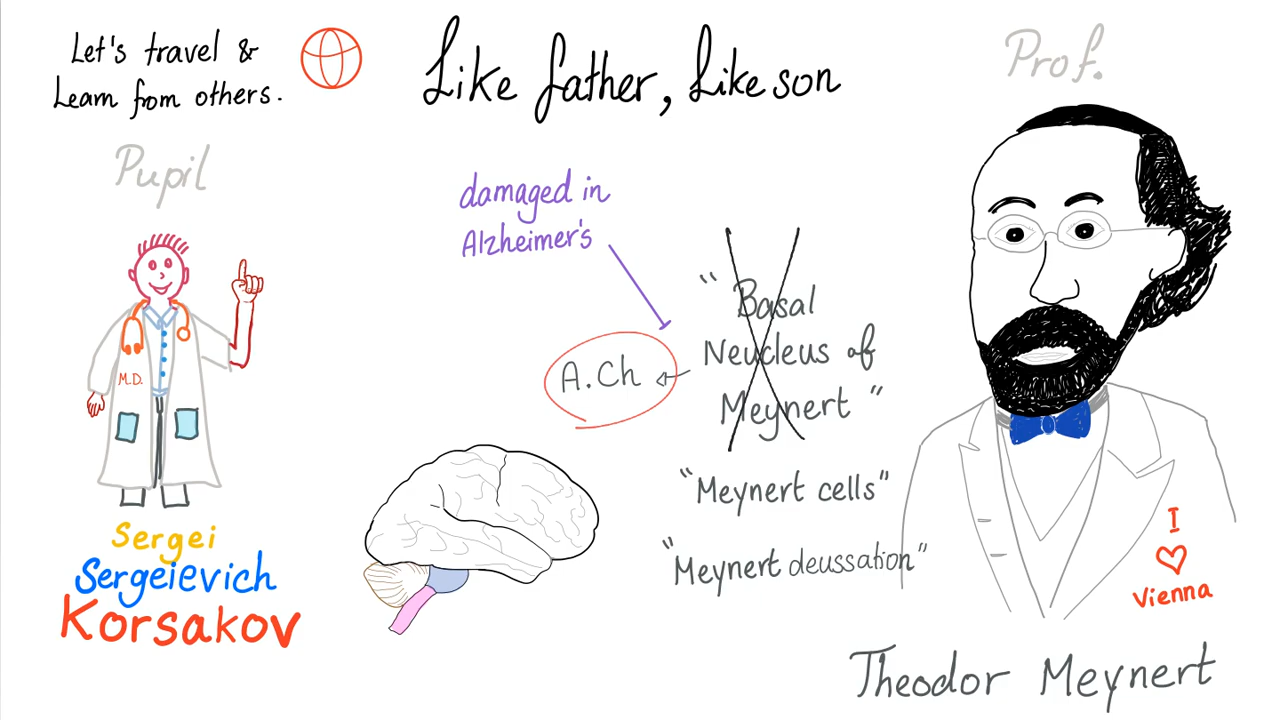 Let's travel &
Learn from others.
Like father, Like son
Prof.
Pupil
damaged in
Alzheimer's
"Basal
Neucleus of
Meynert"
A.Ch
M.D.
"Meynert cells"
"Meynert deussation"
Sergei
Sergeievich
Korsakov
I
Vienna
Theodor Meynert